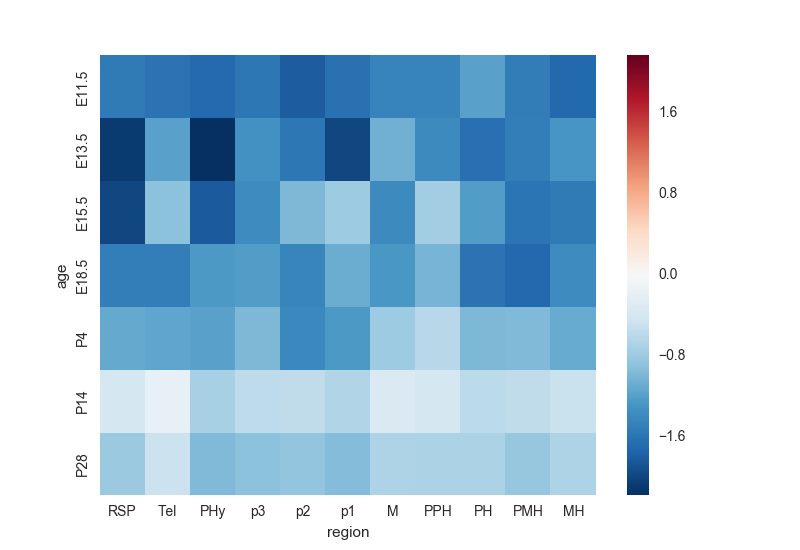 E11.5
E13.5
E15.5
E18.5
P4
P14
P28
age
RSP Tel PHy p3 p2 p1 M PPH PH PMH MH
region
1.6
0.8
0.0
−0.8
−1.6